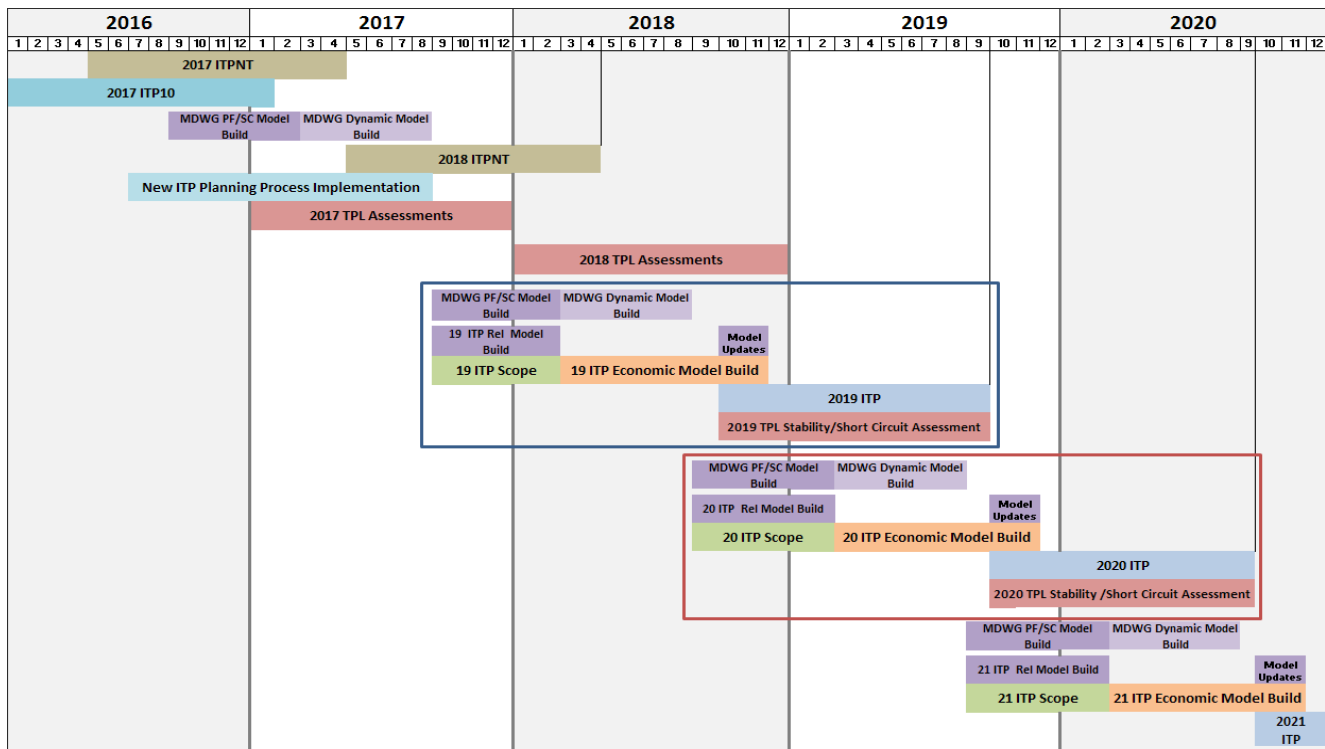 2016 2017 2018 2019 2020
1 2 3 4 5 6 7 8 9 10 11 12 1 2 3 4 5 6 7 8 9 10 11 12 1 2 3 4 5 6 7 8 9 10 11 12 1 2 3 4 5 6 7 8 9 10 11 12 1 2 3 4 5 6 7 8 9 10 11 12
2017 ITPNT
2017 ITP10
MDWG PF/SC Model
Build
MDWG Dynamic Model
Build
2018 ITPNT
New ITP Planning Process Implementation
2017 TPL Assessments
2018 TPL Assessments
MDWG PF/SC Model
Build
MDWG Dynamic Model
Build
19 ITP Rel Model
Build
Model
Updates
19 ITP Scope
19 ITP Economic Model Build
2019 ITP
2019 TPL Stability/Short Circuit Assessment
MDWG PF/SC Model
Build
MDWG Dynamic Model
Build
20 ITP Rel Model Build
Model
Updates
20 ITP Scope
20 ITP Economic Model Build
2020 ITP
2020 TPL Stability /Short Circuit Assessment
MDWG PF/SC Model
Build
MDWG Dynamic Model
Build
21 ITP Rel Model Build
Model
Updates
21 ITP Scope
21 ITP Economic Model Build
2021
ITP